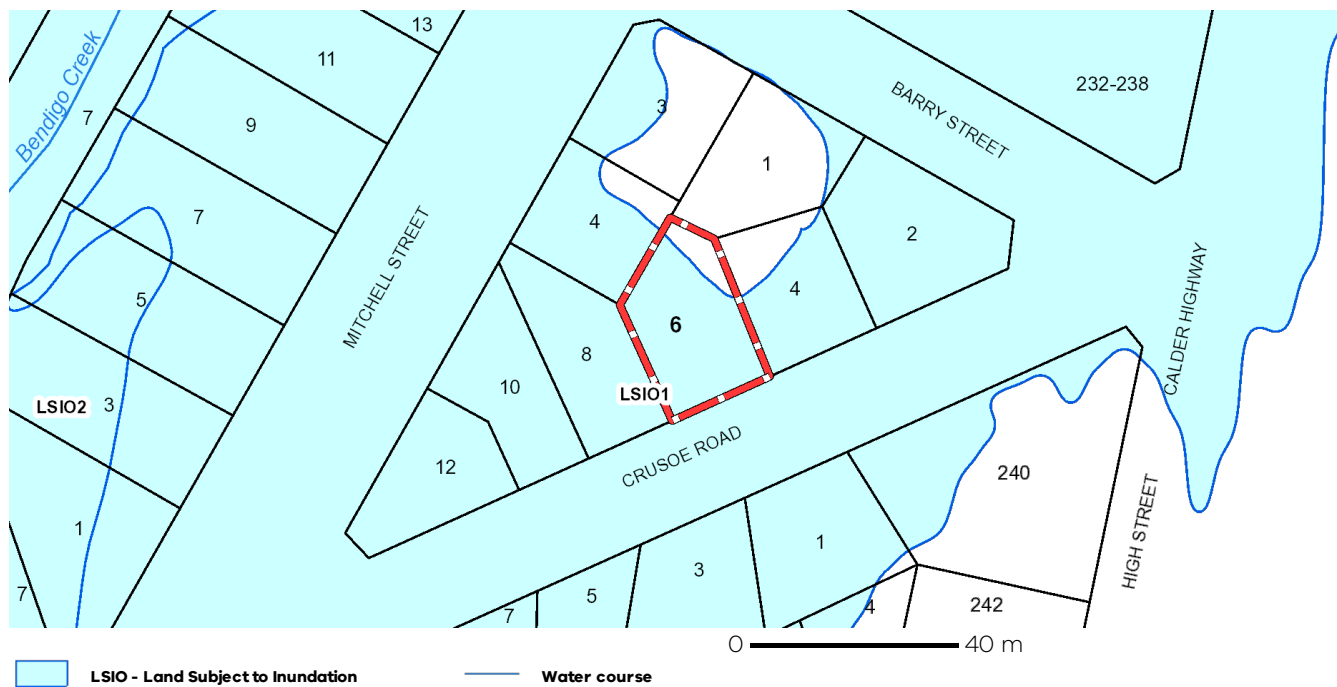 13
11
Bendigo Creek
232-238
BARRY STREET
7
9
3
1
7
4
2
MITCHELL STREET
CALDER HIGHWAY
5
4
6
8
10
LSIO1
LSIO2
3
12
CRUSOE ROAD
240
1
1
HIGH STREET
3
7
5
7
4
242
0
40 m
LSIO - Land Subject to Inundation
Water course